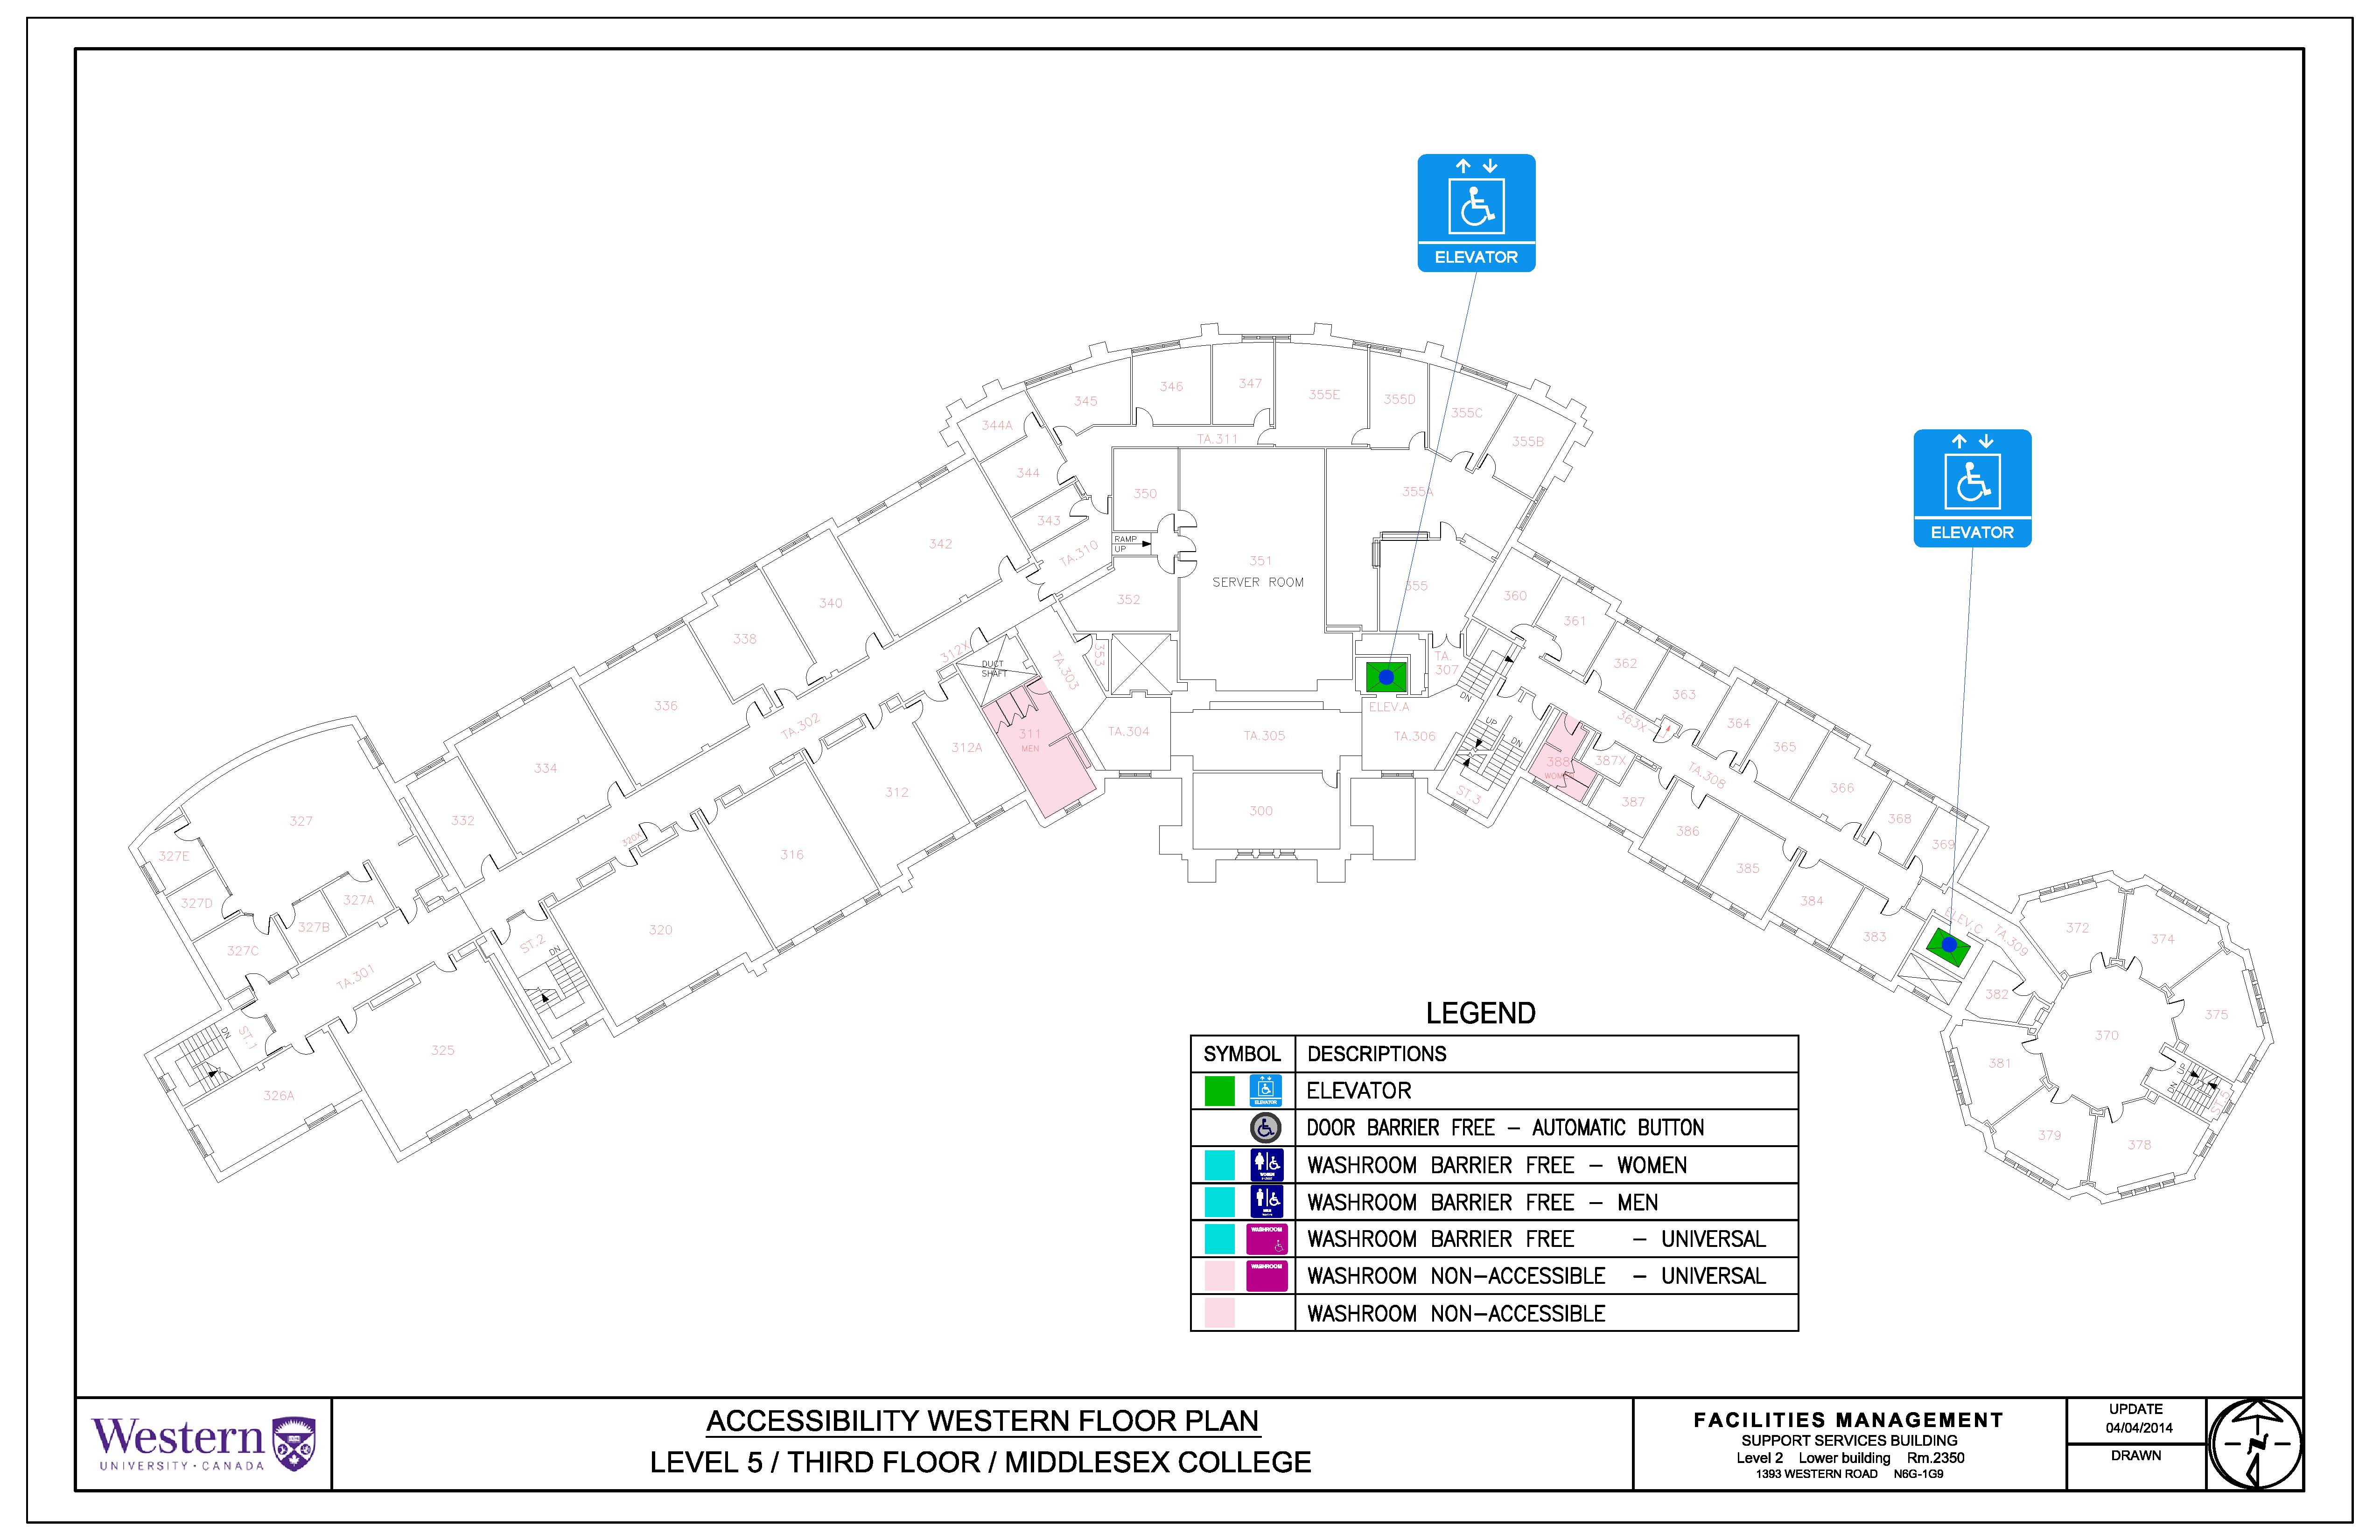 ELEVATOR
ELEVATOR
346
347
355E
355D
345
355C
344A
TA.311
355B
344
350
355A
343
342
RAMP
UP
TA.310
351
SERVER ROOM
355
360
352
340
361
338
312X
353
TA.
307
362
DUCT
SHAFT
TA.303
DN
363
336
ELEV.A
363X
364
TA.302
311
MEN
TA.304
TA.305
TA.306
UP
DN
365
312A
388
387X
334
TA.308
366
312
ST.3
387
300
368
327
332
386
320X
369
327E
316
385
327A
384
327D
ELEV.C
327B
320
383
TA.309
372
374
ST.2
DN
327C
TA.301
382
375
DN
ST.1
370
325
381
UP
DN
326A
ST.5
379
378
LEGEND
SYMBOL DESCRIPTIONS
ELEVATOR ELEVATOR
DOOR BARRIER FREE - AUTOMATIC BUTTON
WOMEN WASHROOM BARRIER FREE - WOMEN
MEN WASHROOM BARRIER FREE - MEN
WASHROOM WASHROOM BARRIER FREE - UNIVERSAL
WASHROOM WASHROOM NON-ACCESSIBLE - UNIVERSAL
WASHROOM NON-ACCESSIBLE
Western
UNIVERSITY · CANADA
ACCESSIBILITY WESTERN FLOOR PLAN
LEVEL 5 / THIRD FLOOR / MIDDLESEX COLLEGE
FACILITIES MANAGEMENT
SUPPORT SERVICES BUILDING
Level 2 Lower building Rm.2350
1393 WESTERN ROAD N6G-1G9
UPDATE
04/04/2014
DRAWN
N